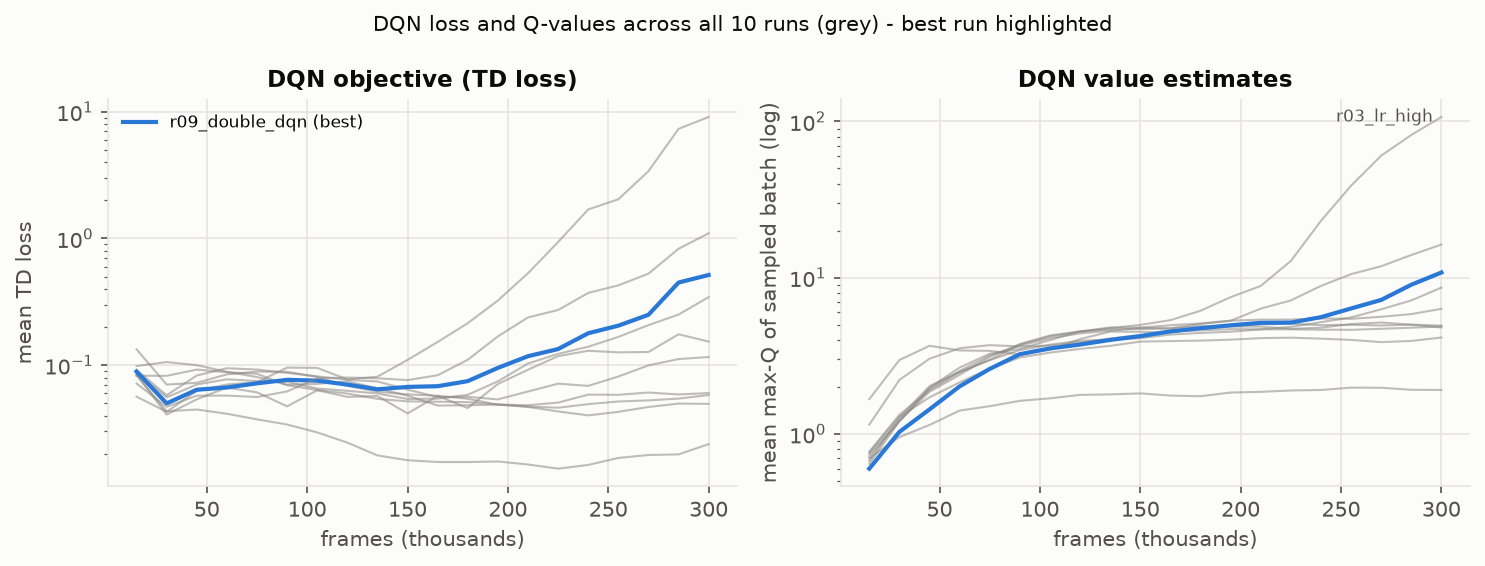 DQN loss and Q-values across all 10 runs (grey) - best run highlighted
DQN objective (TD loss)
r09_double_dqn (best)
mean TD loss
10¹
10⁰
10⁻¹
50 100 150 200 250 300
frames (thousands)
DQN value estimates
r03_lr_high
mean max-Q of sampled batch (log)
10²
10¹
10⁰
50 100 150 200 250 300
frames (thousands)